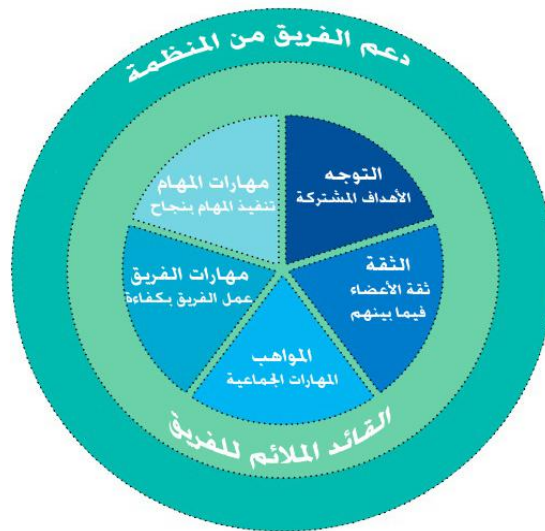 دعم الفريق من المنظمة
التوجه
الأهداف المشتركة
الثقة
ثقة الأعضاء
فيما بينهم
المواهب
المهارات الجماعية
مهارات الفريق
عمل الفريق بكفاءة
مهارات المهام
تنفيذ المهام بنجاح
القائد الملائم للفريق